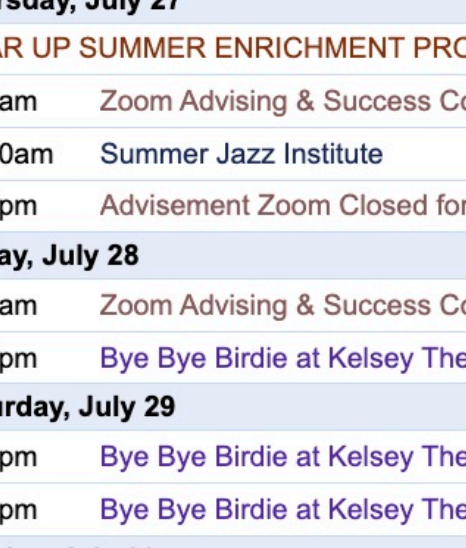 rsday, July 27
AR UP SUMMER ENRICHMENT PRO
am Zoom Advising & Success Co
0am Summer Jazz Institute
pm Advisement Zoom Closed for
ay, July 28
am Zoom Advising & Success Co
pm Bye Bye Birdie at Kelsey The
urday, July 29
pm Bye Bye Birdie at Kelsey The
pm Bye Bye Birdie at Kelsey The